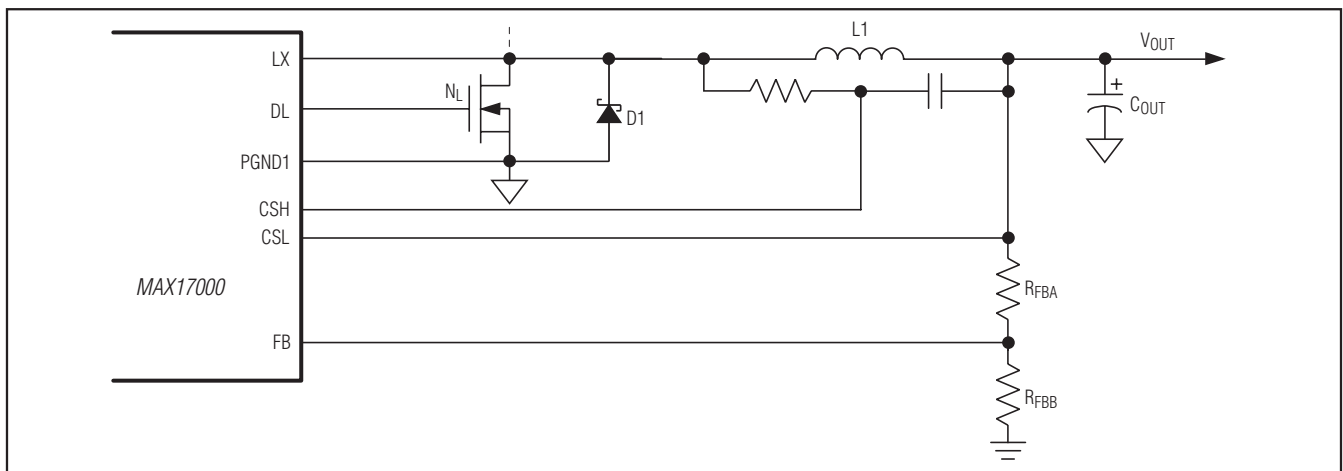 L1
LX
VOUT
NL
DL
D1
+
COUT
PGND1
CSH
CSL
MAX17000
RFBA
FB
RFBB